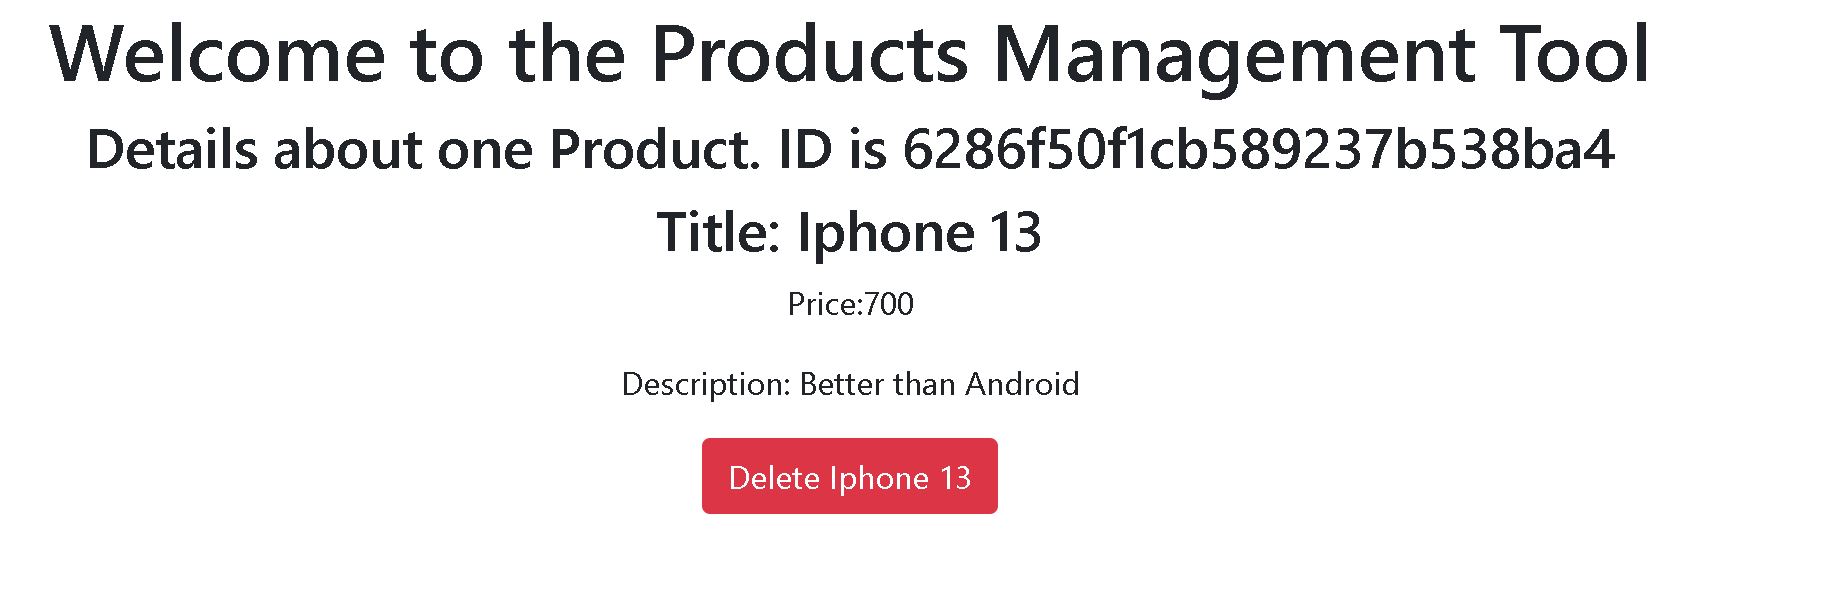 Welcome to the Products Management Tool
Details about one Product. ID is 6286f50f1cb589237b538ba4
Title: Iphone 13
Price:700
Description: Better than Android
Delete Iphone 13